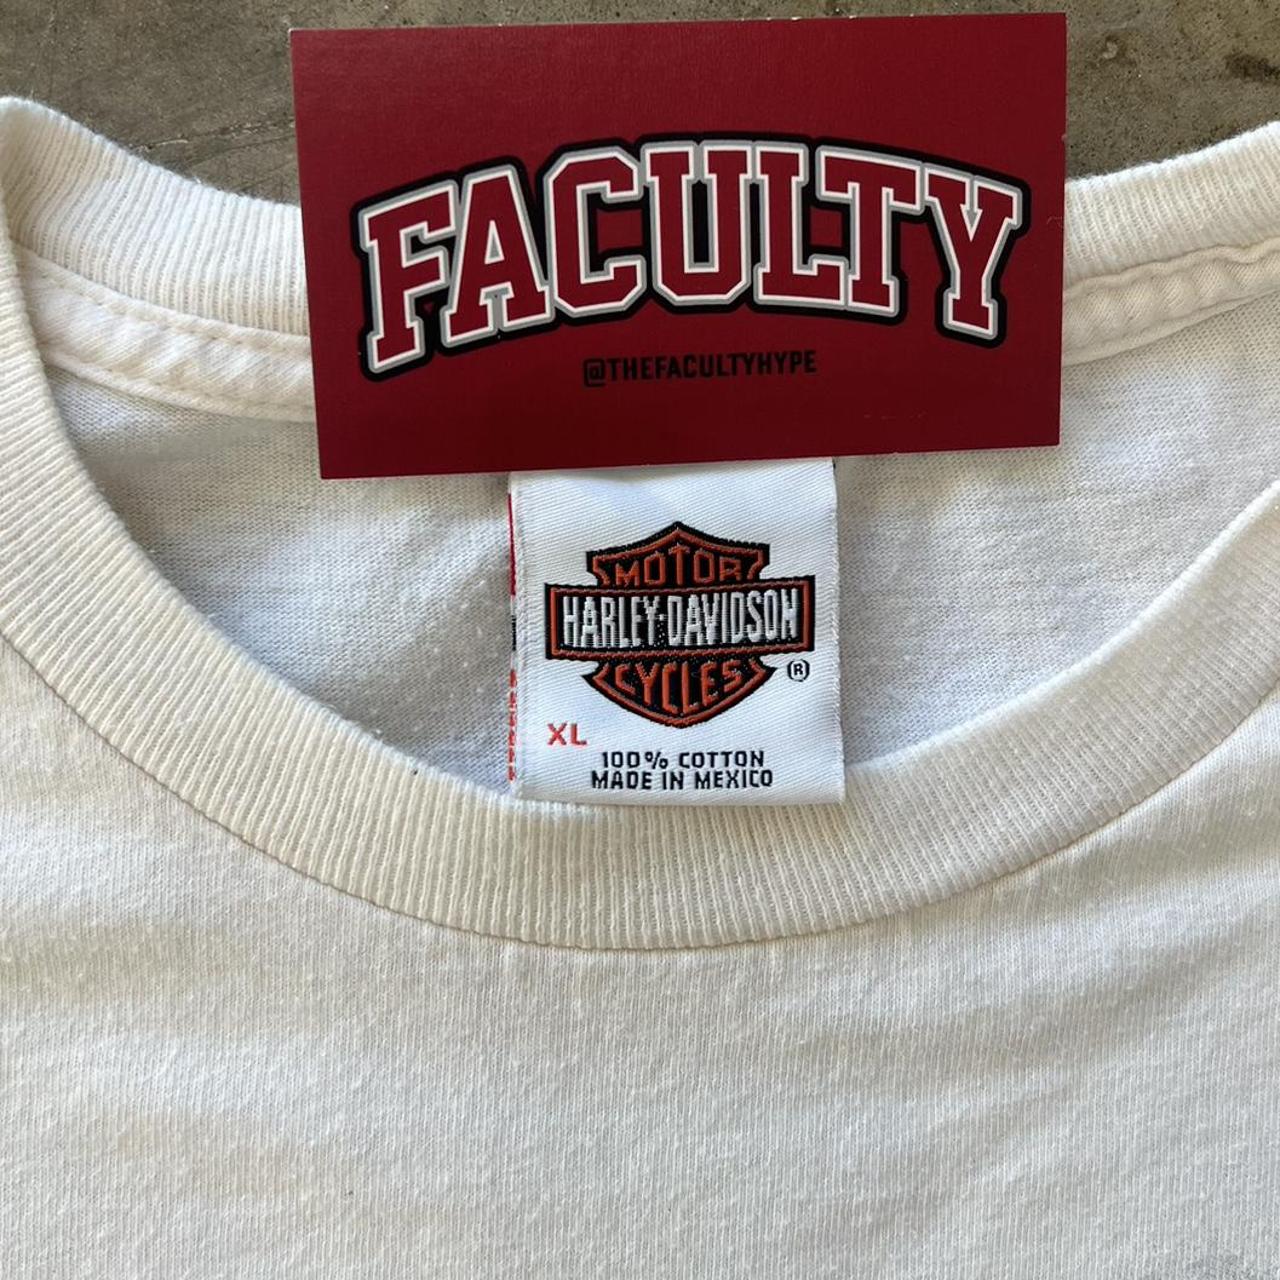 FACULTY
@THEFACULTYHYPE
MOTOR
HARLEY-DAVIDSON
CYCLES
®
XL
100% COTTON
MADE IN MEXICO